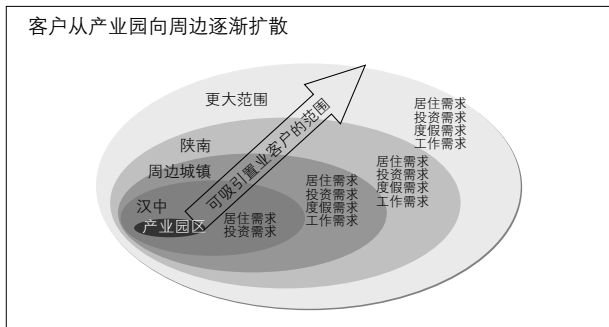 客户从产业园向周边逐渐扩散
更大范围
陕南
周边城镇
汉中
产业园区
可吸引置业客户的范围
居住需求
投资需求
居住需求
投资需求
度假需求
工作需求
居住需求
投资需求
度假需求
工作需求
居住需求
投资需求
度假需求
工作需求